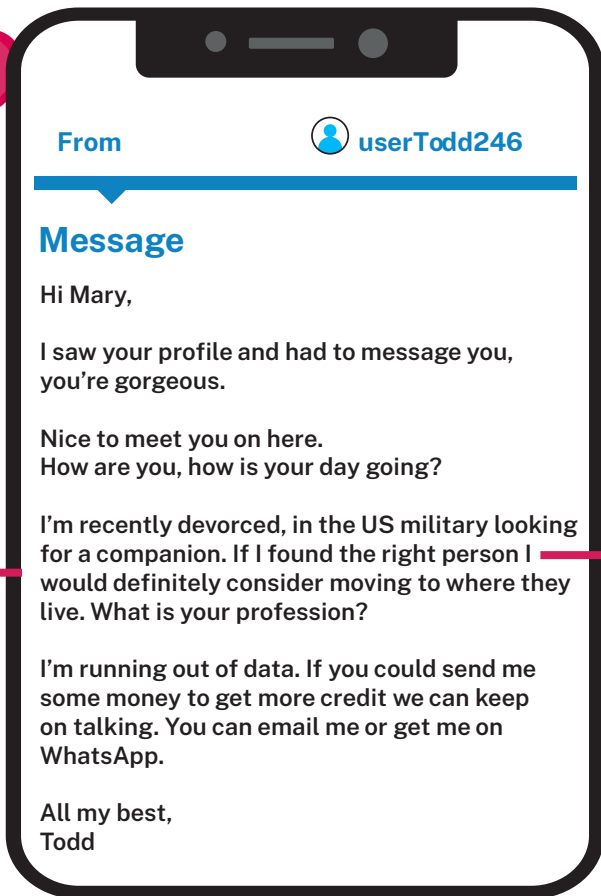 From
userTodd246
Message
Hi Mary,
I saw your profile and had to message you,
you're gorgeous.
Nice to meet you on here.
How are you, how is your day going?
I'm recently devorced, in the US military looking
for a companion. If I found the right person I
would definitely consider moving to where they
live. What is your profession?
I'm running out of data. If you could send me
some money to get more credit we can keep
on talking. You can email me or get me on
WhatsApp.
All my best,
Todd